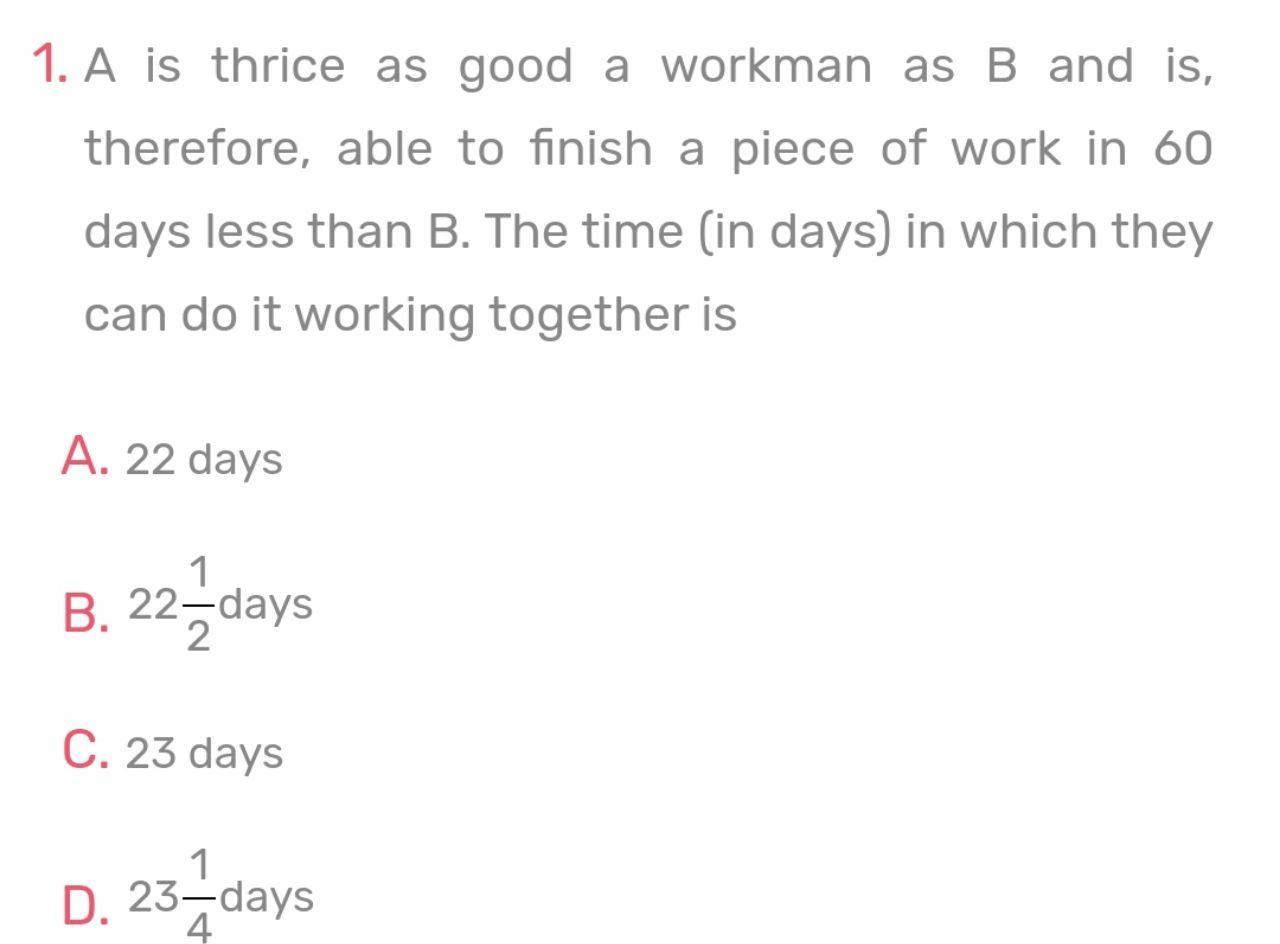 1. A is thrice as good a workman as B and is,
therefore, able to finish a piece of work in 60
days less than B. The time (in days) in which they
can do it working together is
A. 22 days
B. 22 1/2 days
C. 23 days
D. 23 1/4 days